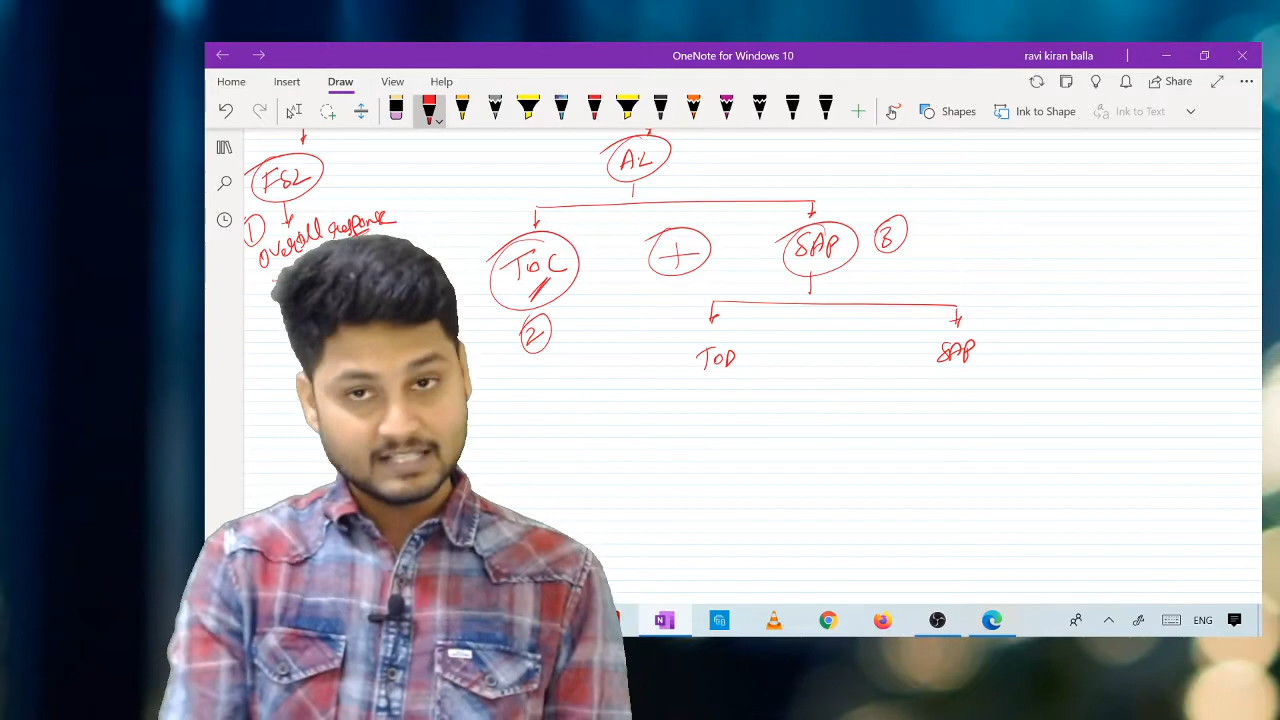 OneNote for Windows 10
ravi kiran balla
Home Insert Draw View Help
Share
Shapes
Ink to Shape
Ink to Text
FSL
AL
1
overall response
TOC
+
SAP
3
2
TOD
SAP
ENG